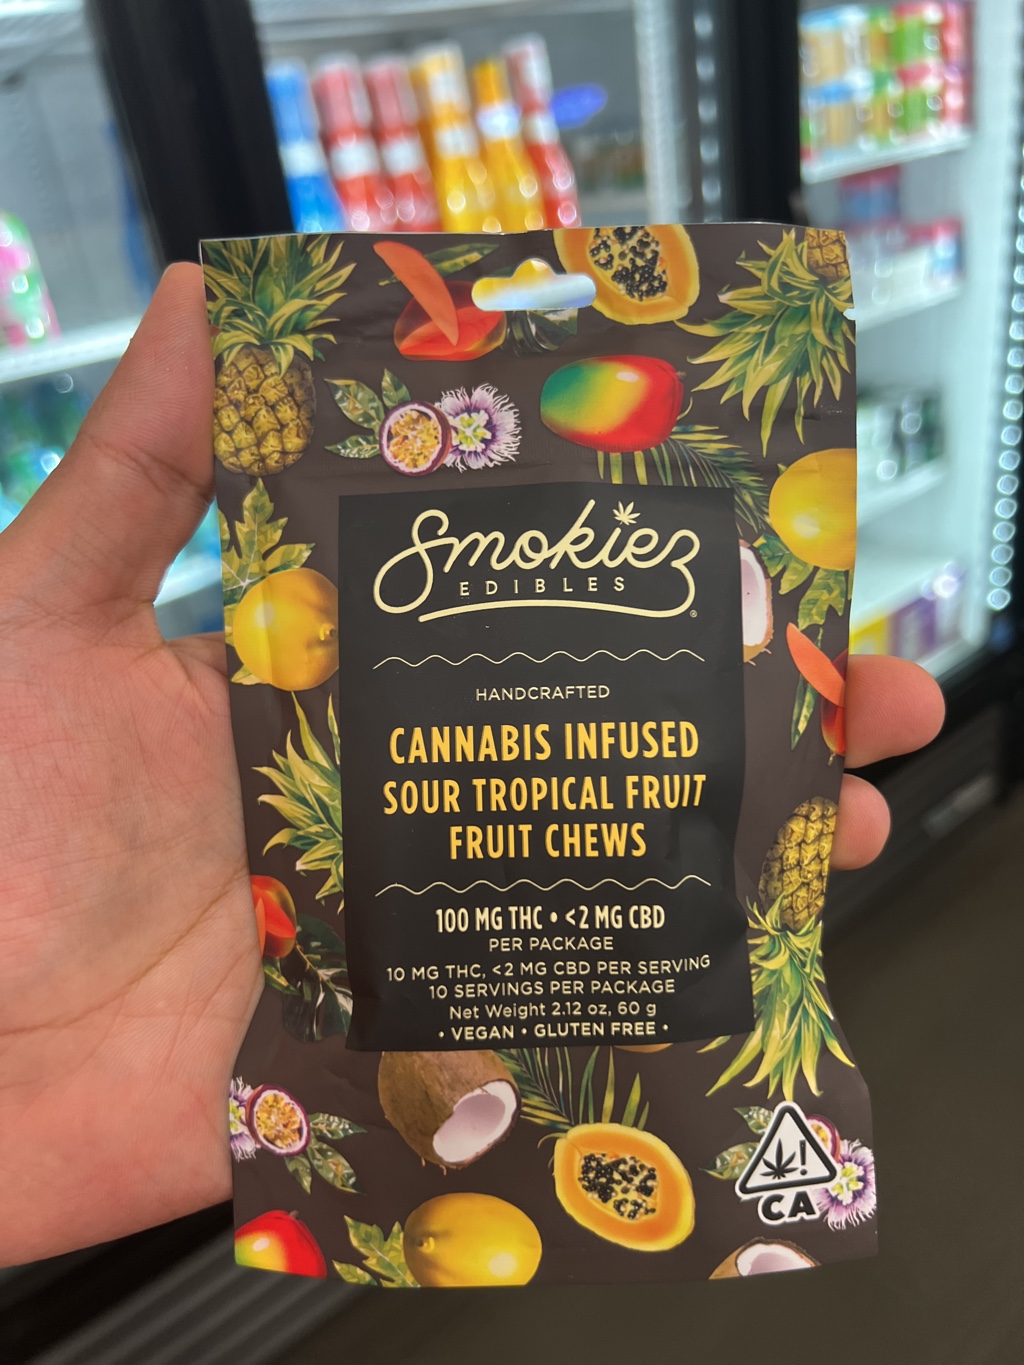 Smokiez
EDIBLES
®
HANDCRAFTED
CANNABIS INFUSED
SOUR TROPICAL FRUIT
FRUIT CHEWS
100 MG THC • <2 MG CBD
PER PACKAGE
10 MG THC, <2 MG CBD PER SERVING
10 SERVINGS PER PACKAGE
Net Weight 2.12 oz, 60 g
• VEGAN • GLUTEN FREE •
!
CA